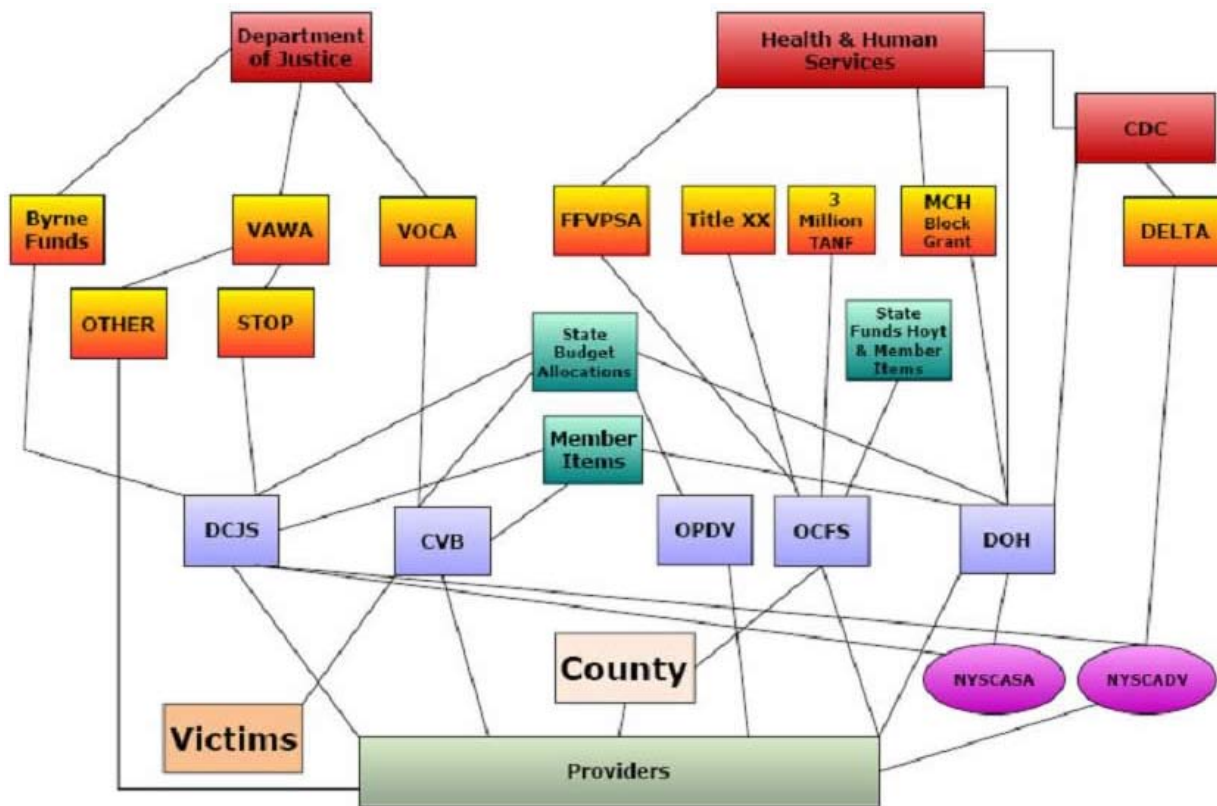 Department
of Justice
Health & Human
Services
CDC
Byrne
Funds
VAWA
VOCA
FFVPSA
Title XX
3
Million
TANF
MCH
Block
Grant
DELTA
OTHER
STOP
State
Budget
Allocations
State
Funds Hoyt
& Member
Items
Member
Items
DCJS
CVB
OPDV
OCFS
DOH
County
NYSCASA
NYSCADV
Victims
Providers